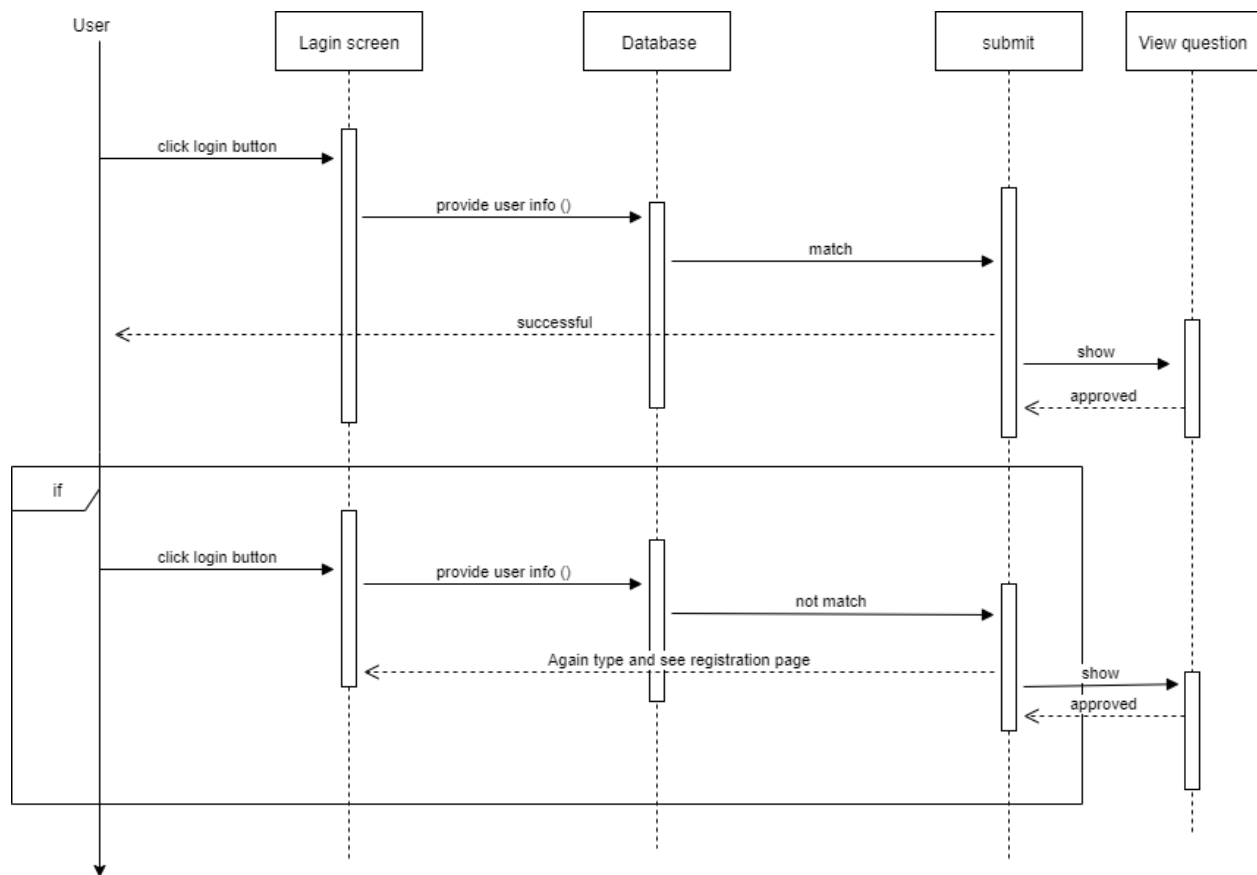 User
Lagin screen
Database
submit
View question
click login button
provide user info ()
match
successful
show
approved
if
click login button
provide user info ()
not match
Again type and see registration page
show
approved